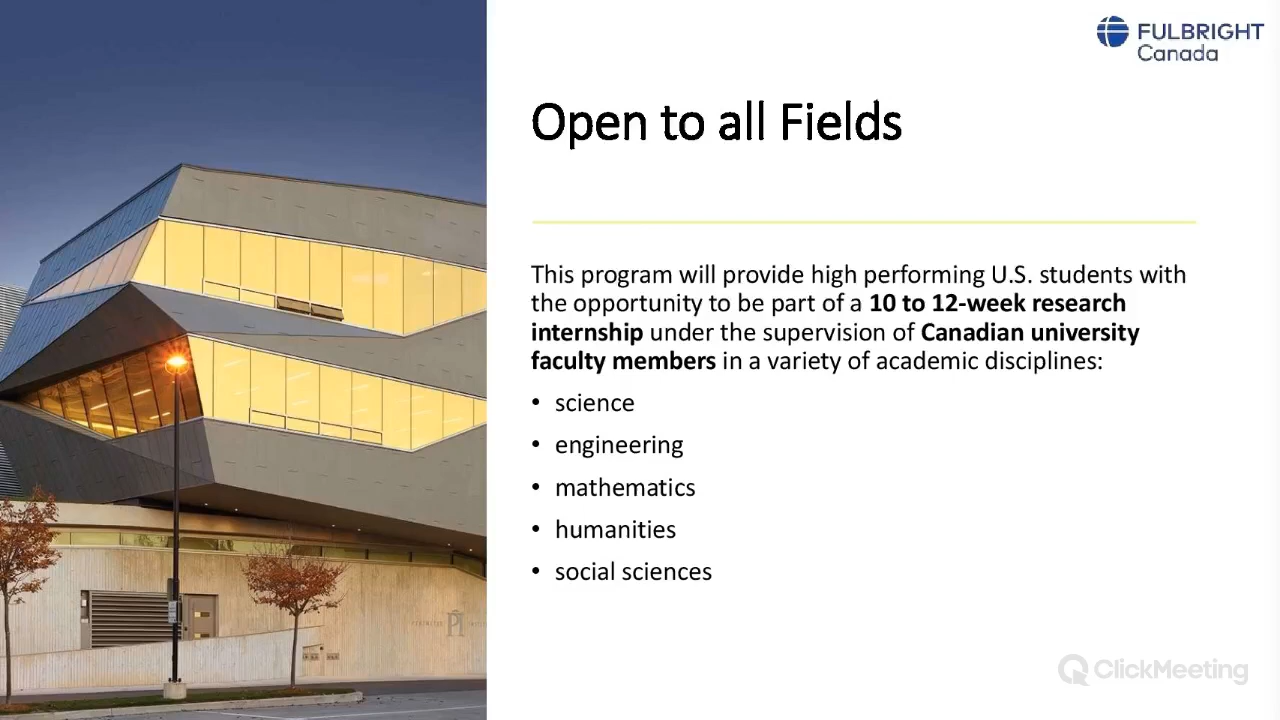 FULBRIGHT
Canada
Open to all Fields
This program will provide high performing U.S. students with
the opportunity to be part of a 10 to 12-week research
internship under the supervision of Canadian university
faculty members in a variety of academic disciplines:
• science
• engineering
• mathematics
• humanities
• social sciences
PI
ClickMeeting